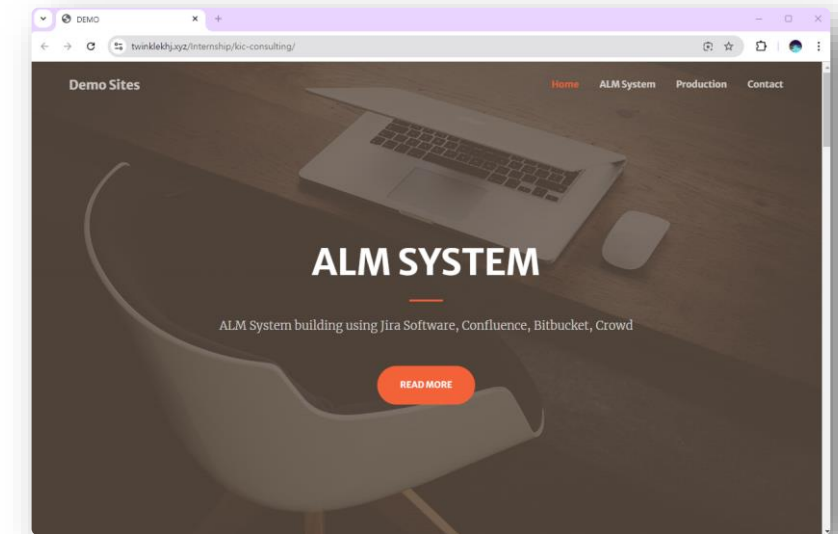 DEMO
twinklekhj.xyz/Internship/kic-consulting/
Demo Sites
Home ALM System Production Contact
ALM SYSTEM
ALM System building using Jira Software, Confluence, Bitbucket, Crowd
READ MORE